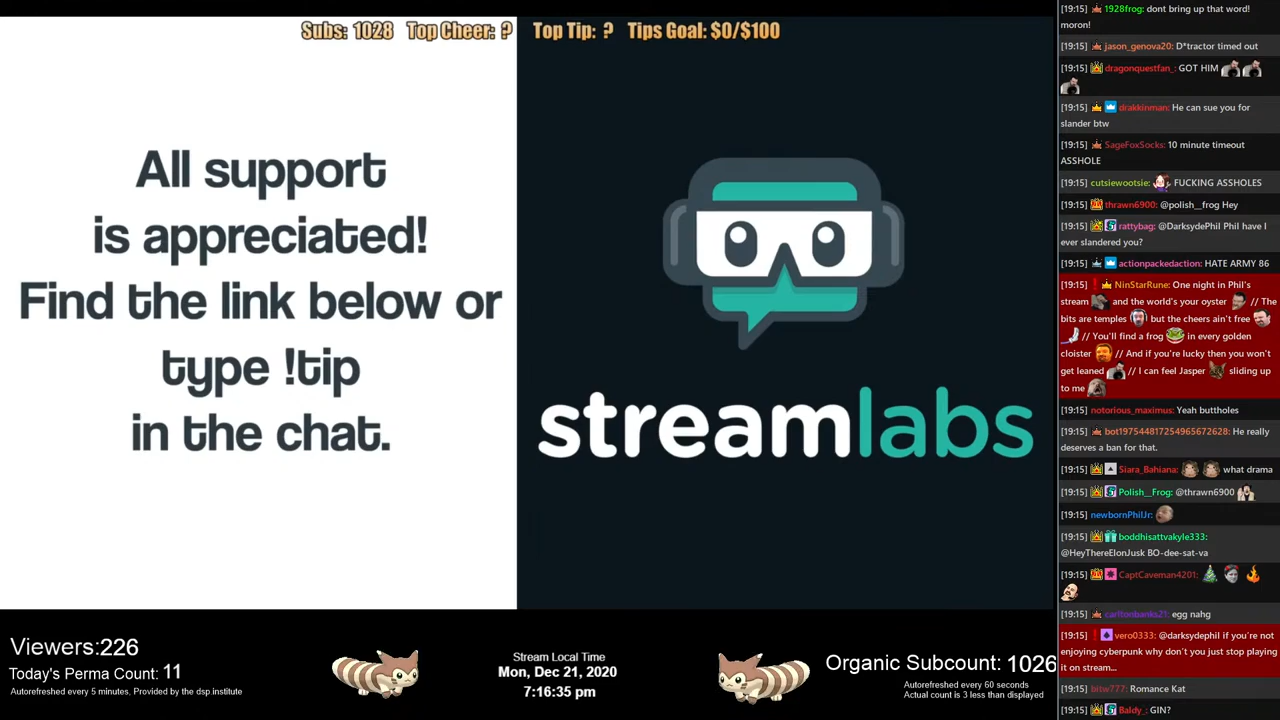 Subs: 1028 Top Cheer: ? Top Tip: ? Tips Goal: $0/$100
All support
is appreciated!
Find the link below or
type !tip
in the chat.
streamlabs
Viewers:226
Today's Perma Count: 11
Autorefreshed every 5 minutes, Provided by the dsp institute
Stream Local Time
Mon, Dec 21, 2020
7:16:35 pm
Organic Subcount: 1026
Autorefreshed every 60 seconds
Actual count is 3 less than displayed
[19:15] 1928frog: dont bring up that word!
moron!
[19:15] jason_genova20: D*tractor timed out
[19:15] dragonquestfan_: GOT HIM
[19:15] drakkinman: He can sue you for
slander btw
[19:15] SageFoxSocks: 10 minute timeout
ASSHOLE
[19:15] cutsiewootsie: FUCKING ASSHOLES
[19:15] thrawn6900: @polish__frog Hey
[19:15] rattybag: @DarksydePhil Phil have I
ever slandered you?
[19:15] actionpackedaction: HATE ARMY 86
[19:15] NinStarRune: One night in Phil's
stream and the world's your oyster // The
bits are temples but the cheers ain't free
// You'll find a frog in every golden
cloister // And if you're lucky then you won't
get leaned // I can feel Jasper sliding up
to me
[19:15] notorious_maximus: Yeah buttholes
[19:15] bot197544817254965672628: He really
deserves a ban for that.
[19:15] Siara_Bahiana: what drama
[19:15] Polish__Frog: @thrawn6900
[19:15] newbornPhilJr:
[19:15] boddhisattvakyle333:
@HeyThereElonJusk BO-dee-sat-va
[19:15] CaptCaveman4201:
[19:15] carltonbanks21: egg nahg
[19:15] vero0333: @darksydephil if you're not
enjoying cyberpunk why don't you just stop playing
it on stream...
[19:15] bitw777: Romance Kat
[19:15] Baldy_: GIN?